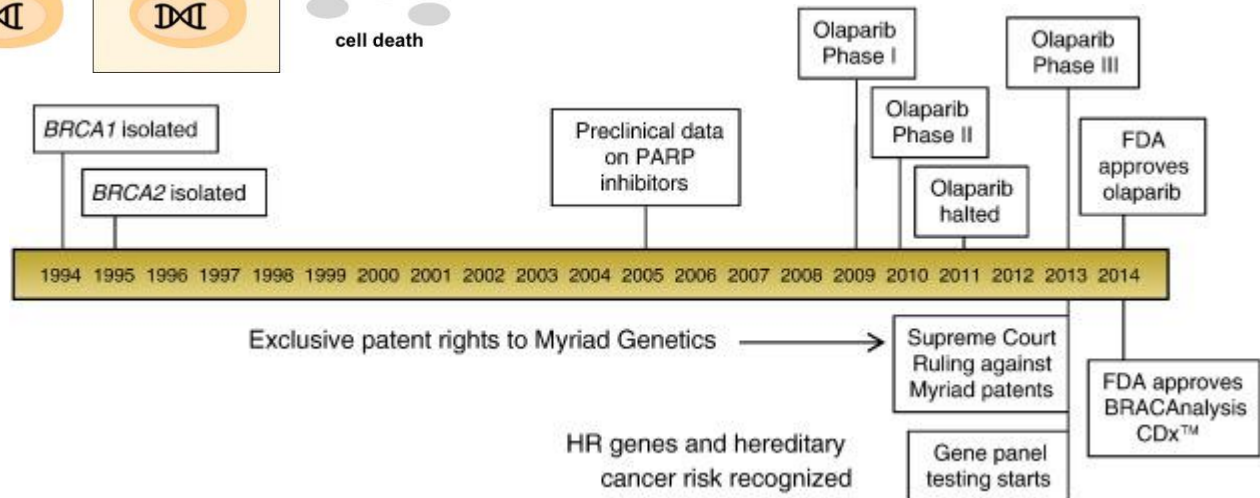 cell death
Olaparib
Phase I
Olaparib
Phase III
BRCA1 isolated
Preclinical data
on PARP
inhibitors
Olaparib
Phase II
FDA
approves
olaparib
BRCA2 isolated
Olaparib
halted
1994 1995 1996 1997 1998 1999 2000 2001 2002 2003 2004 2005 2006 2007 2008 2009 2010 2011 2012 2013 2014
Exclusive patent rights to Myriad Genetics
Supreme Court
Ruling against
Myriad patents
FDA approves
BRACAnalysis
CDx™
HR genes and hereditary
cancer risk recognized
Gene panel
testing starts